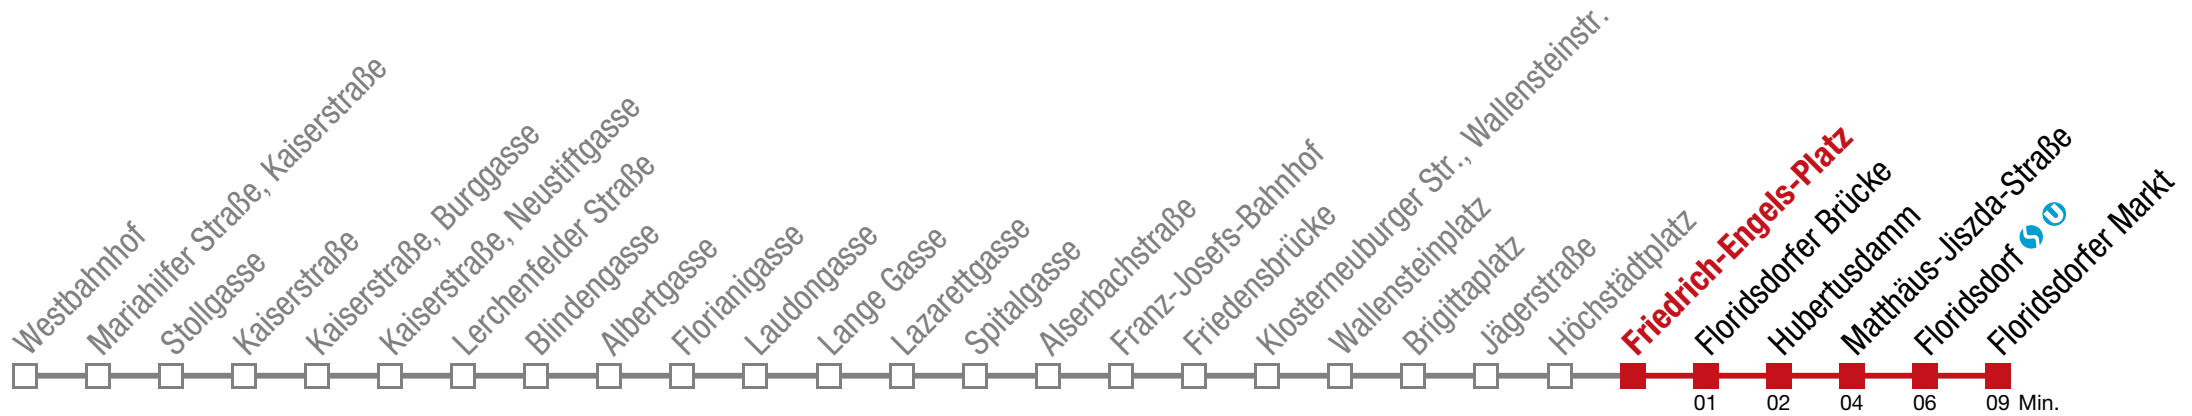 Westbahnhof
Mariahilfer Straße, Kaiserstraße
Stollgasse
Kaiserstraße
Kaiserstraße, Burggasse
Kaiserstraße, Neustiftgasse
Lerchenfelder Straße
Blindengasse
Albertgasse
Florianigasse
Laudongasse
Lange Gasse
Lazarettgasse
Spitalgasse
Alserbachstraße
Franz-Josefs-Bahnhof
Friedensbrücke
Klosterneuburger Str., Wallensteinstr.
Wallensteinplatz
Brigittaplatz
Jägerstraße
Höchstädtplatz
Friedrich-Engels-Platz
Floridsdorfer Brücke
Hubertusdamm
Matthäus-Jiszda-Straße
Floridsdorf S U
Floridsdorfer Markt
01 02 04 06 09 Min.